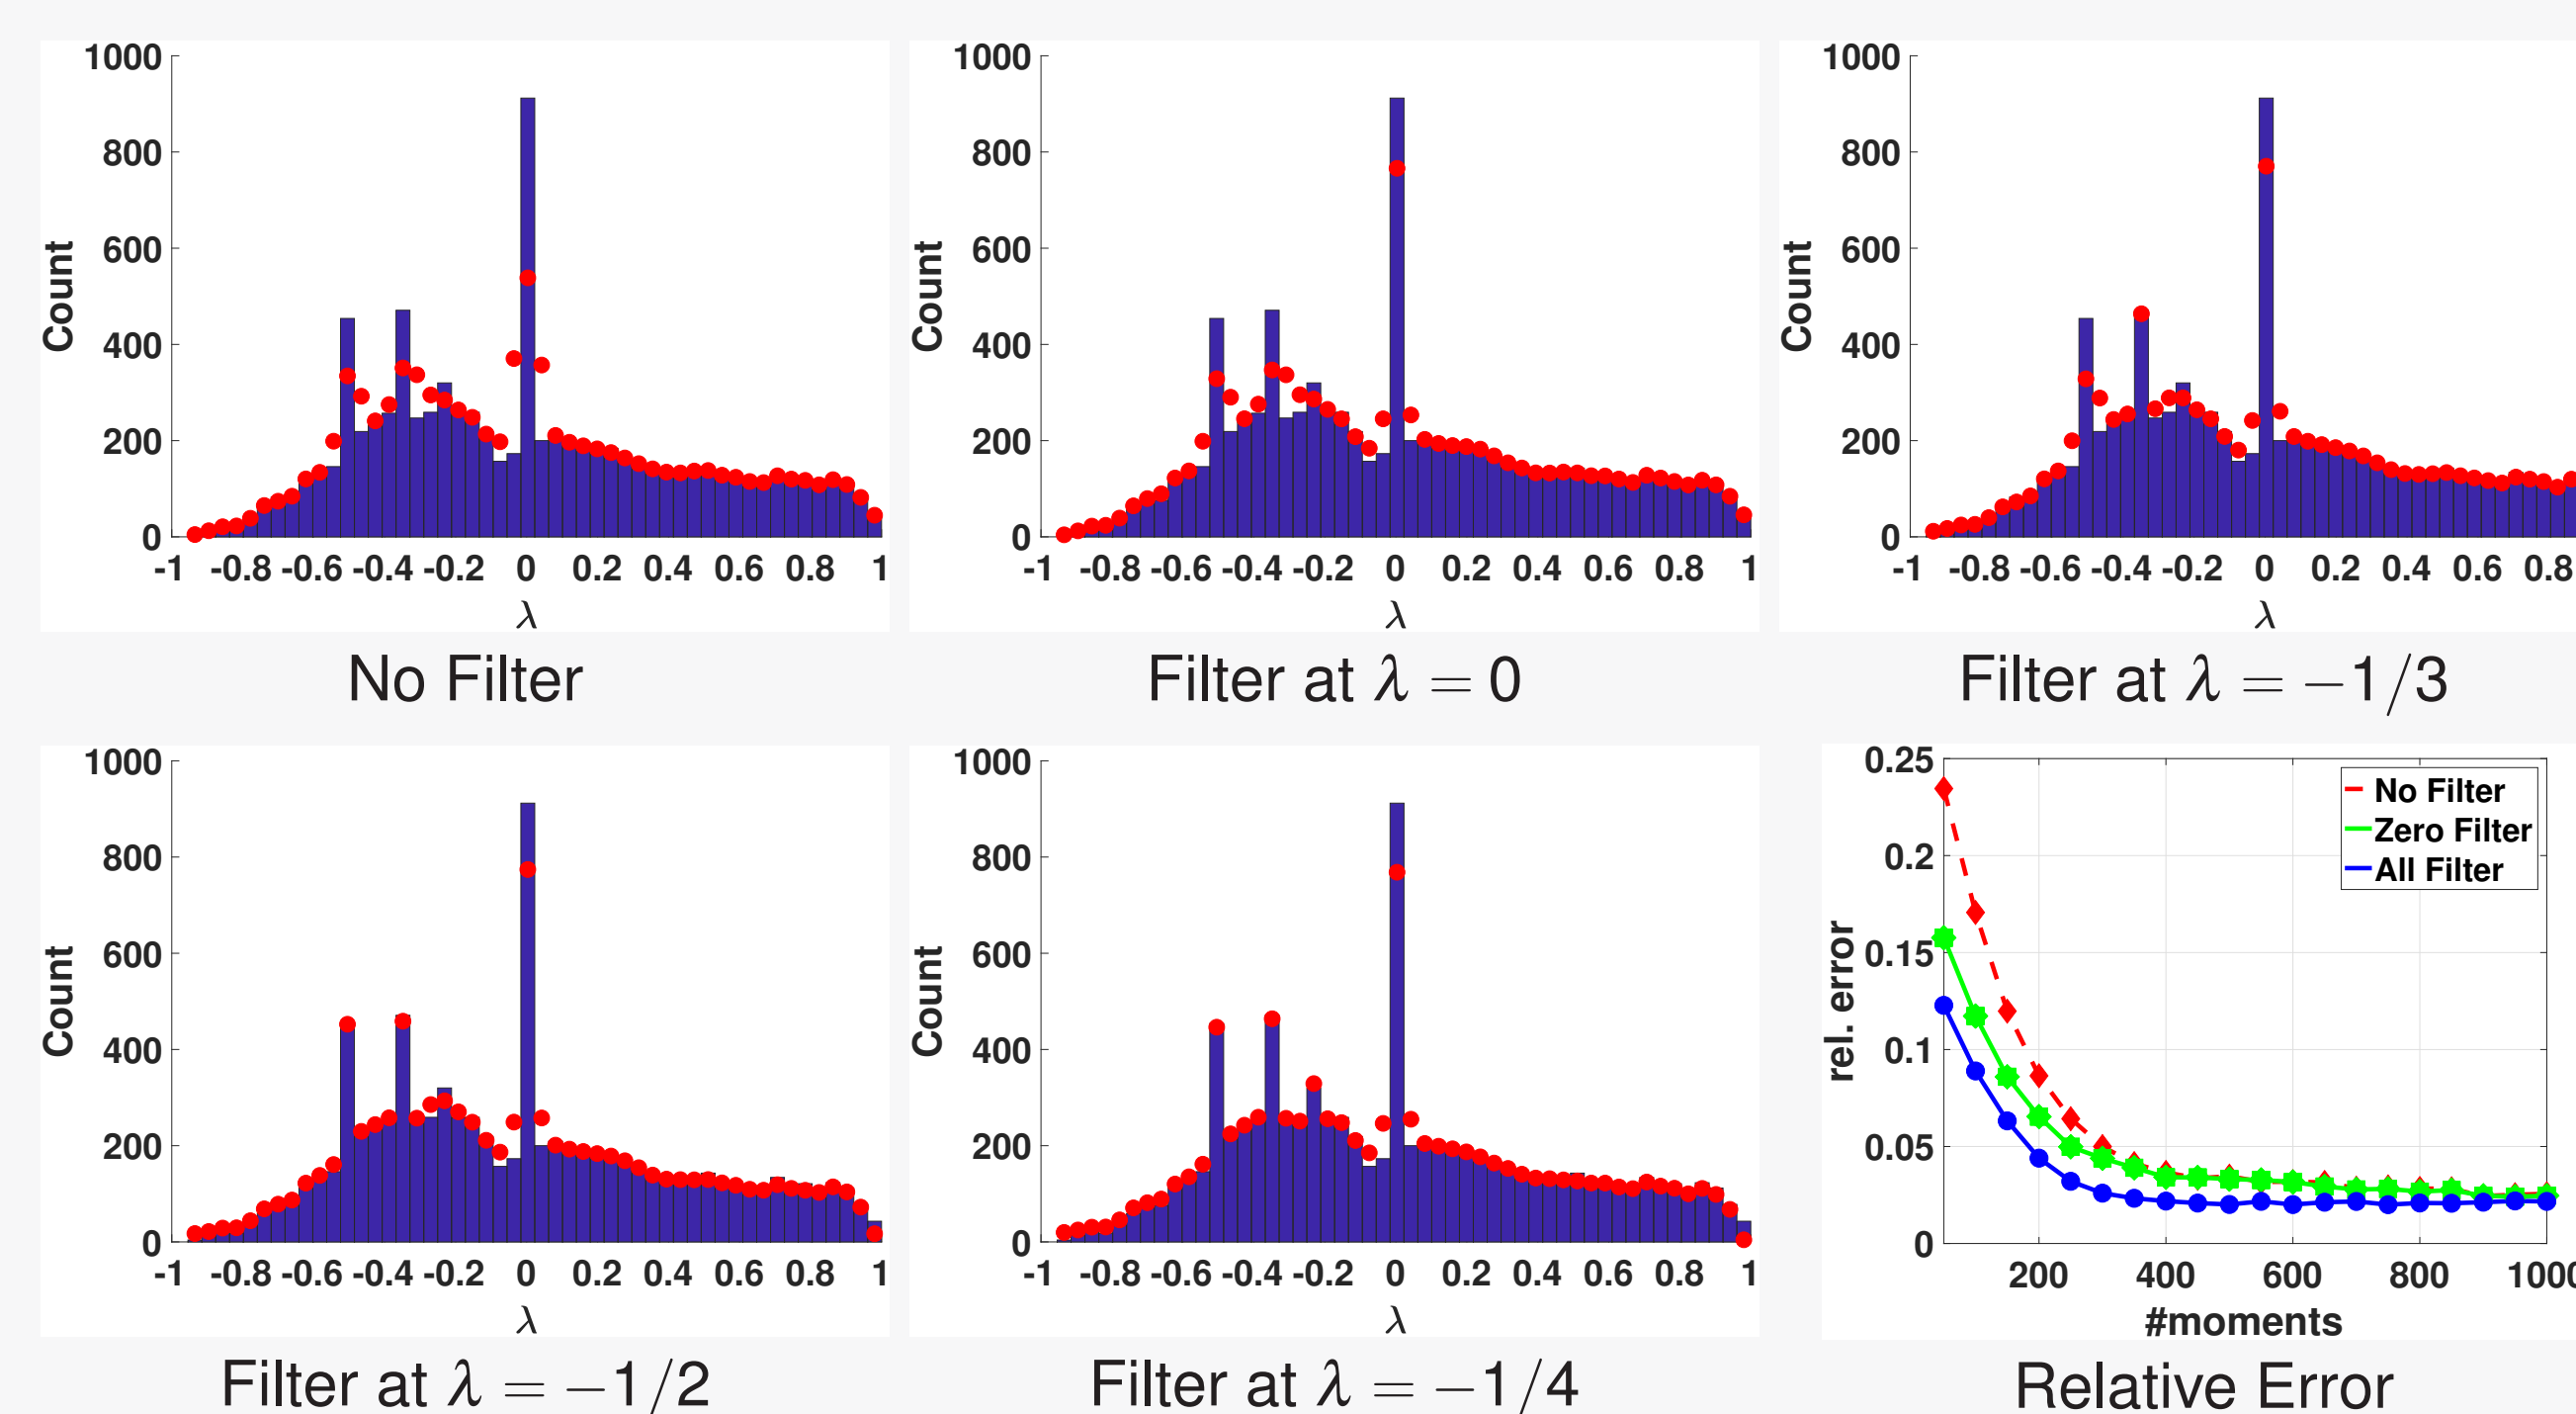 1000
800
600
400
200
0
Count
-1 -0.8 -0.6 -0.4 -0.2 0 0.2 0.4 0.6 0.8 1
λ
No Filter
1000
800
600
400
200
0
Count
-1 -0.8 -0.6 -0.4 -0.2 0 0.2 0.4 0.6 0.8 1
λ
Filter at λ = 0
1000
800
600
400
200
0
Count
-1 -0.8 -0.6 -0.4 -0.2 0 0.2 0.4 0.6 0.8
λ
Filter at λ = −1/3
1000
800
600
400
200
0
Count
-1 -0.8 -0.6 -0.4 -0.2 0 0.2 0.4 0.6 0.8 1
λ
Filter at λ = −1/2
1000
800
600
400
200
0
Count
-1 -0.8 -0.6 -0.4 -0.2 0 0.2 0.4 0.6 0.8 1
λ
Filter at λ = −1/4
0.25
0.2
0.15
0.1
0.05
0
rel. error
No Filter
Zero Filter
All Filter
200 400 600 800 1000
#moments
Relative Error